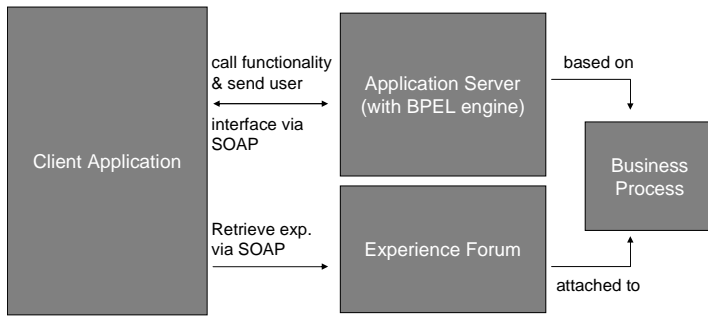 call functionality
& send user
interface via
SOAP
Client Application
Retrieve exp.
via SOAP
Application Server
(with BPEL engine)
Experience Forum
based on
Business
Process
attached to